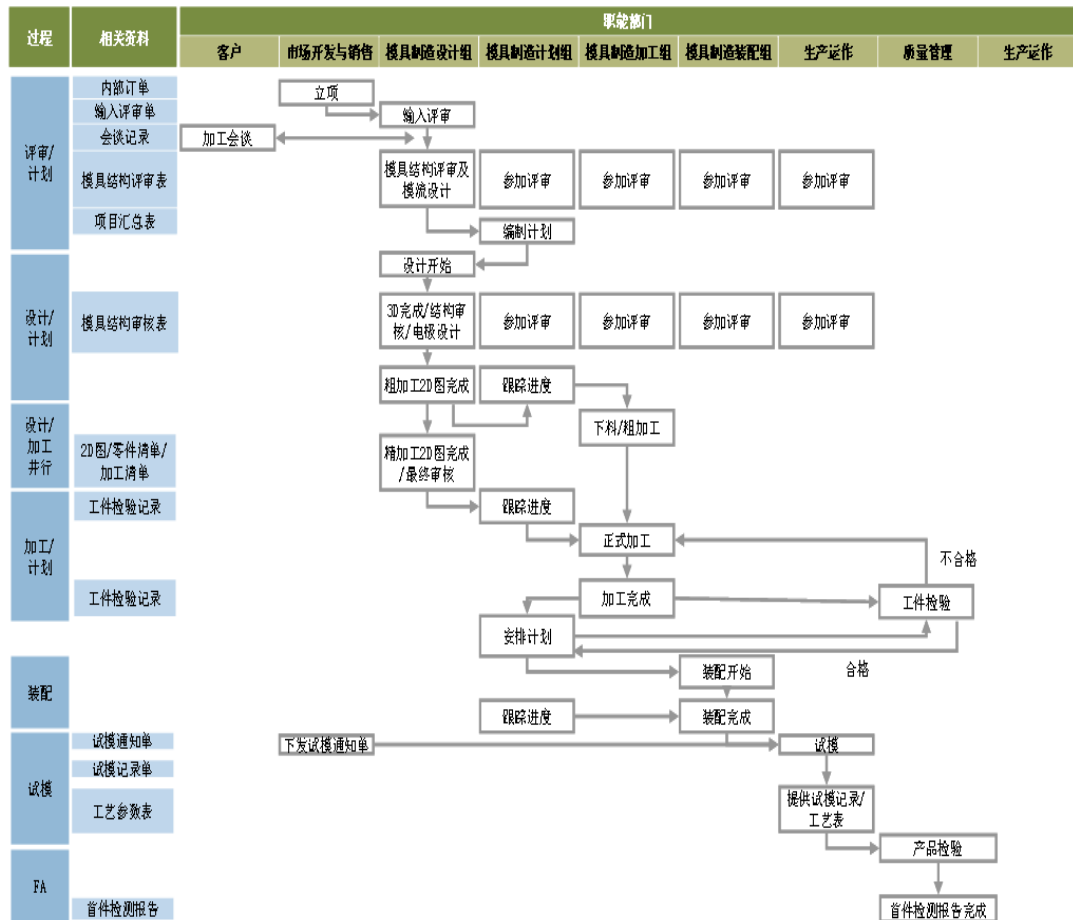 过程
相关资料
职能部门
客户
市场开发与销售
模具制造设计组
模具制造计划组
模具制造加工组
模具制造装配组
生产运作
质量管理
生产运作
评审/
计划
内部订单
立项
输入评审单
输入评审
会谈记录
加工会谈
模具结构评审表
模具结构评审及
模流设计
参加评审
参加评审
参加评审
参加评审
项目汇总表
编制计划
设计/
计划
设计开始
模具结构审核表
3D完成/结构审
核/电极设计
参加评审
参加评审
参加评审
参加评审
粗加工2D图完成
跟踪进度
设计/
加工
并行
下料/粗加工
2D图/零件清单/
加工清单
精加工2D图完成
/最终审核
加工/
计划
工件检验记录
跟踪进度
正式加工
不合格
工件检验记录
加工完成
工件检验
安排计划
合格
装配
装配开始
跟踪进度
装配完成
试模
试模通知单
下发试模通知单
试模
试模记录单
工艺参数表
提供试模记录/
工艺表
产品检验
FA
首件检测报告
首件检测报告完成